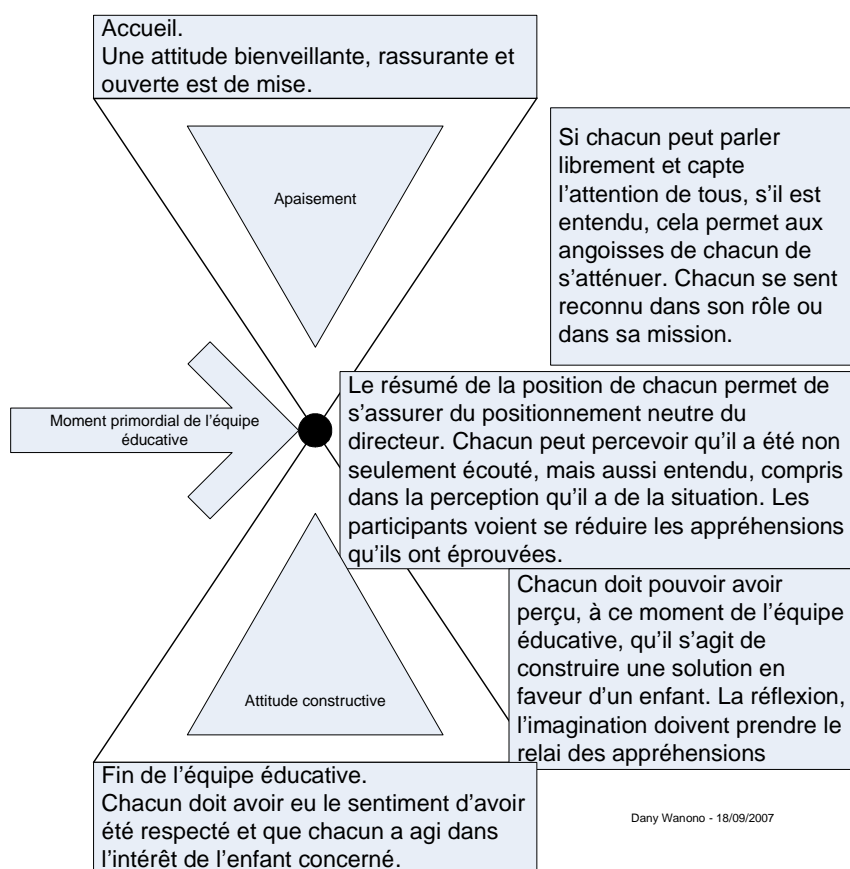 Accueil.
Une attitude bienveillante, rassurante et
ouverte est de mise.
Apaisement
Si chacun peut parler
librement et capte
l’attention de tous, s’il est
entendu, cela permet aux
angoisses de chacun de
s’atténuer. Chacun se sent
reconnu dans son rôle ou
dans sa mission.
Moment primordial de l’équipe
éducative
Le résumé de la position de chacun permet de
s’assurer du positionnement neutre du
directeur. Chacun peut percevoir qu’il a été non
seulement écouté, mais aussi entendu, compris
dans la perception qu’il a de la situation. Les
participants voient se réduire les appréhensions
qu’ils ont éprouvées.
Chacun doit pouvoir avoir
perçu, à ce moment de l’équipe
éducative, qu’il s’agit de
construire une solution en
faveur d’un enfant. La réflexion,
l’imagination doivent prendre le
relai des appréhensions
Attitude constructive
Fin de l’équipe éducative.
Chacun doit avoir eu le sentiment d’avoir
été respecté et que chacun a agi dans
l’intérêt de l’enfant concerné.
Dany Wanono - 18/09/2007